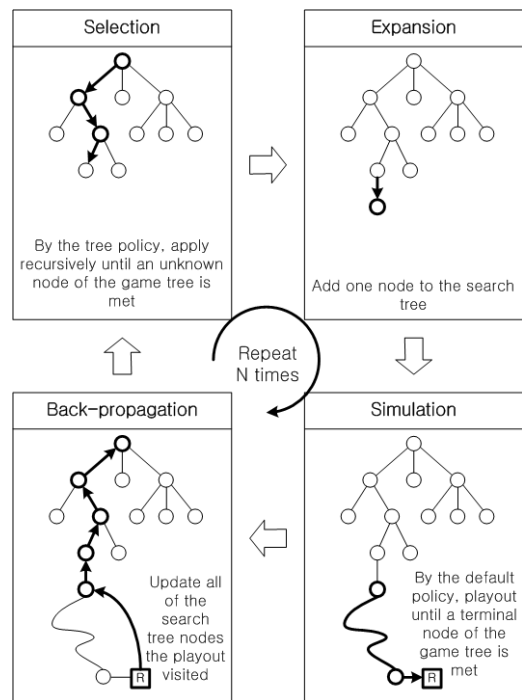 Selection
By the tree policy, apply
recursively until an unknown
node of the game tree is
met
Expansion
Add one node to the search
tree
Repeat
N times
Simulation
By the default
policy, playout
until a terminal
node of the
game tree is
met
R
Back-propagation
Update all
of the
search
tree nodes
the playout
visited
R